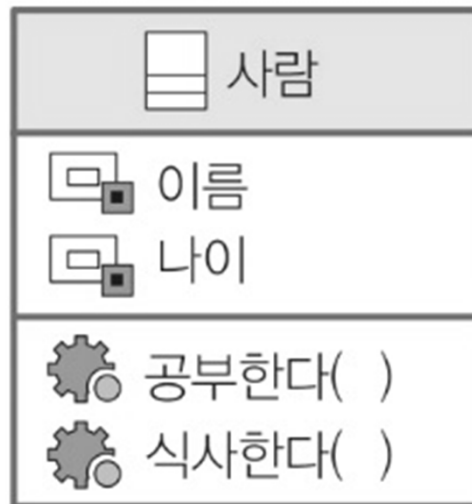 사람
이름
나이
공부한다( )
식사한다( )